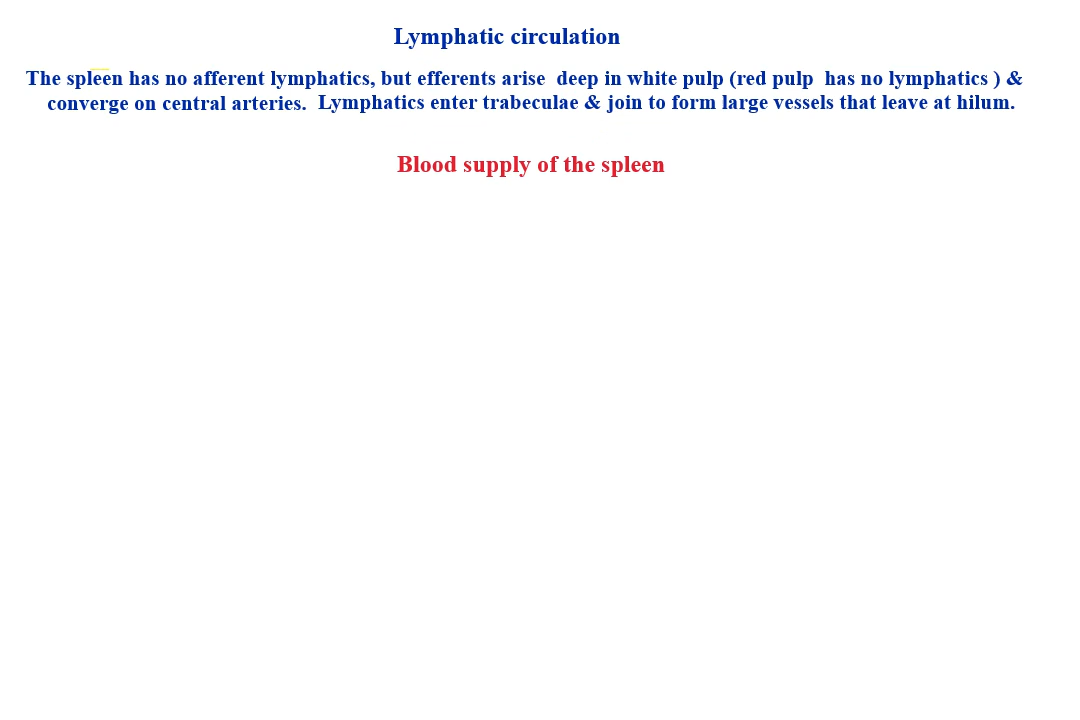 Lymphatic circulation
The spleen has no afferent lymphatics, but efferents arise  deep in white pulp (red pulp  has no lymphatics ) &
converge on central arteries.  Lymphatics enter trabeculae & join to form large vessels that leave at hilum.
Blood supply of the spleen